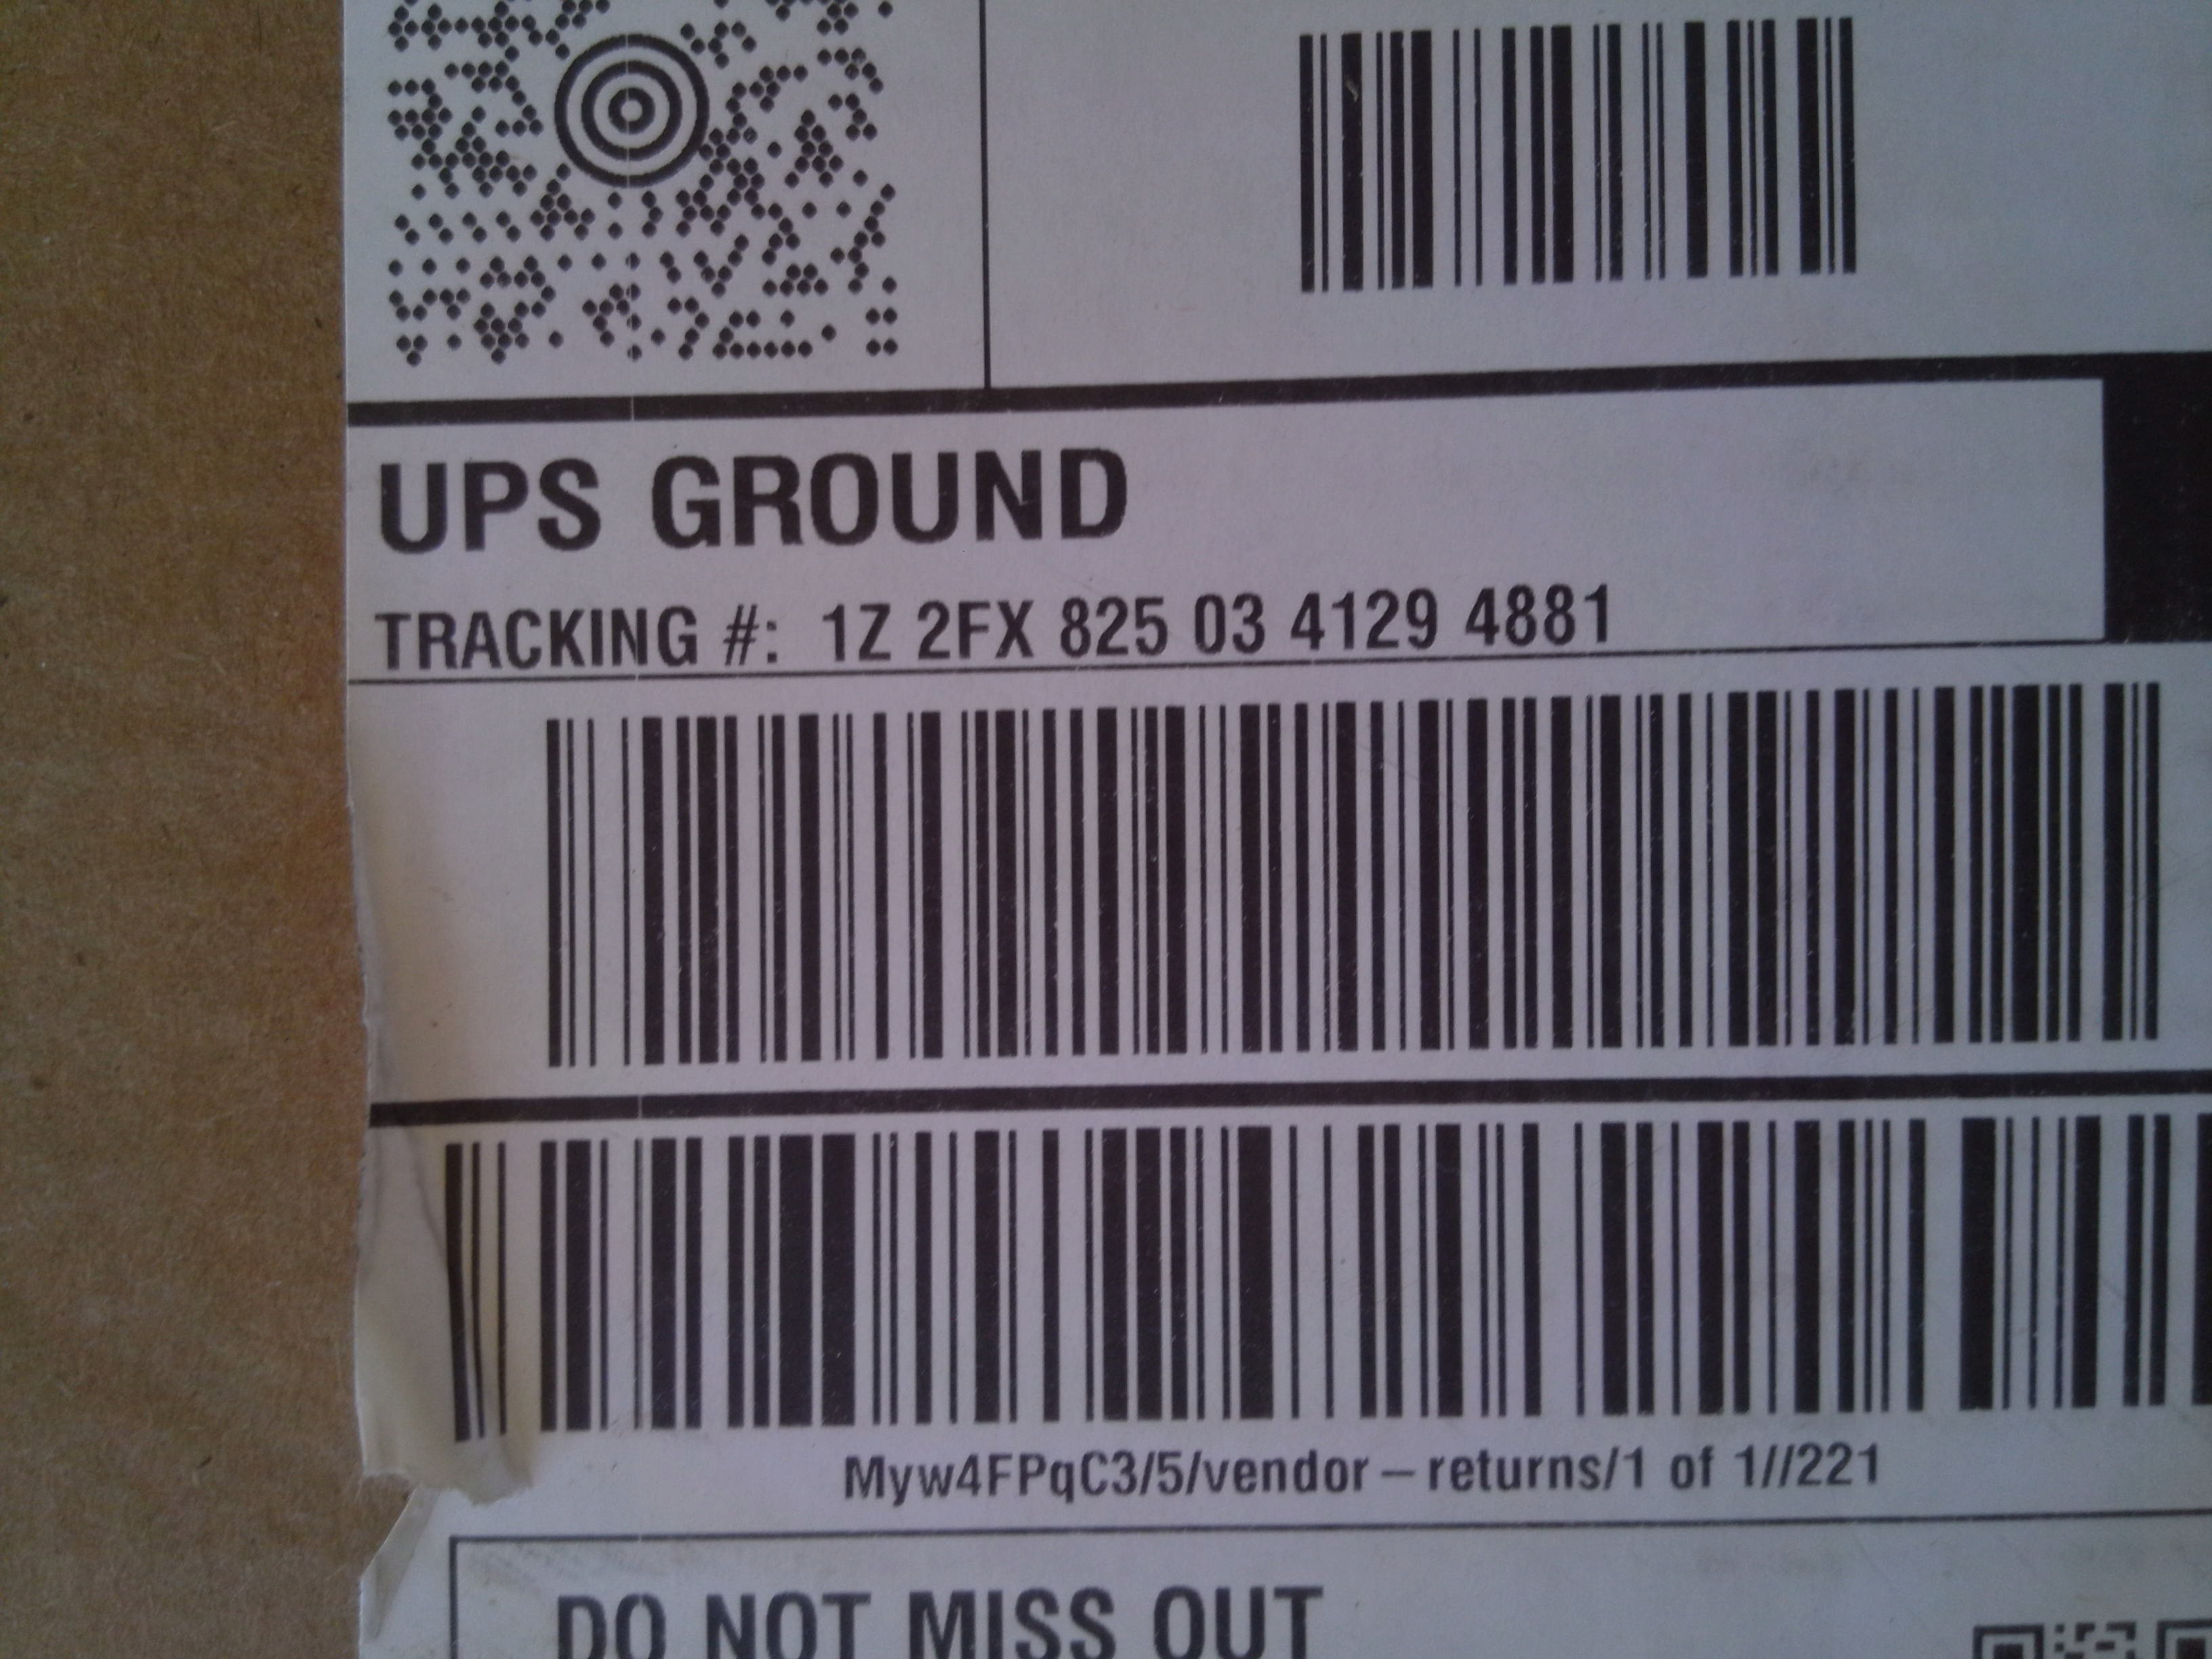 UPS GROUND
TRACKING #: 1Z 2FX 825 03 4129 4881
Myw4FPqC3/5/vendor – returns/1 of 1//221
DO NOT MISS OUT